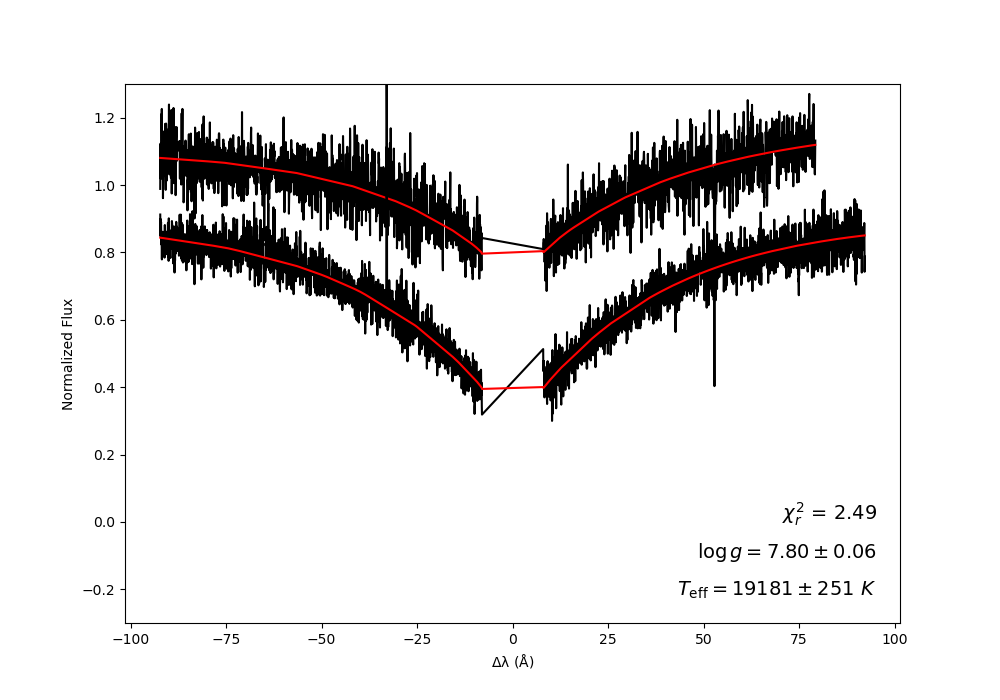 1.2
1.0
0.8
0.6
0.4
0.2
0.0
−0.2
Normalized Flux
χ²ᵣ = 2.49
log g = 7.80 ± 0.06
T_eff = 19181 ± 251 K
−100 −75 −50 −25 0 25 50 75 100
Δλ (Å)